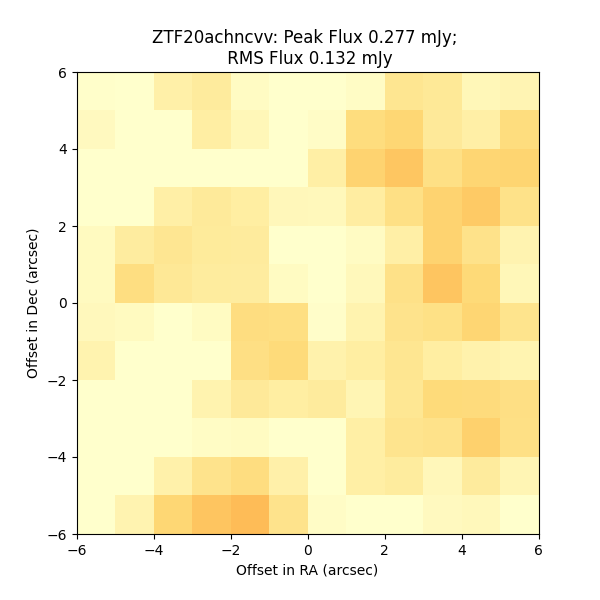 ZTF20achncvv: Peak Flux 0.277 mJy;
RMS Flux 0.132 mJy
6
4
2
0
−2
−4
−6
Offset in Dec (arcsec)
−6 −4 −2 0 2 4 6
Offset in RA (arcsec)